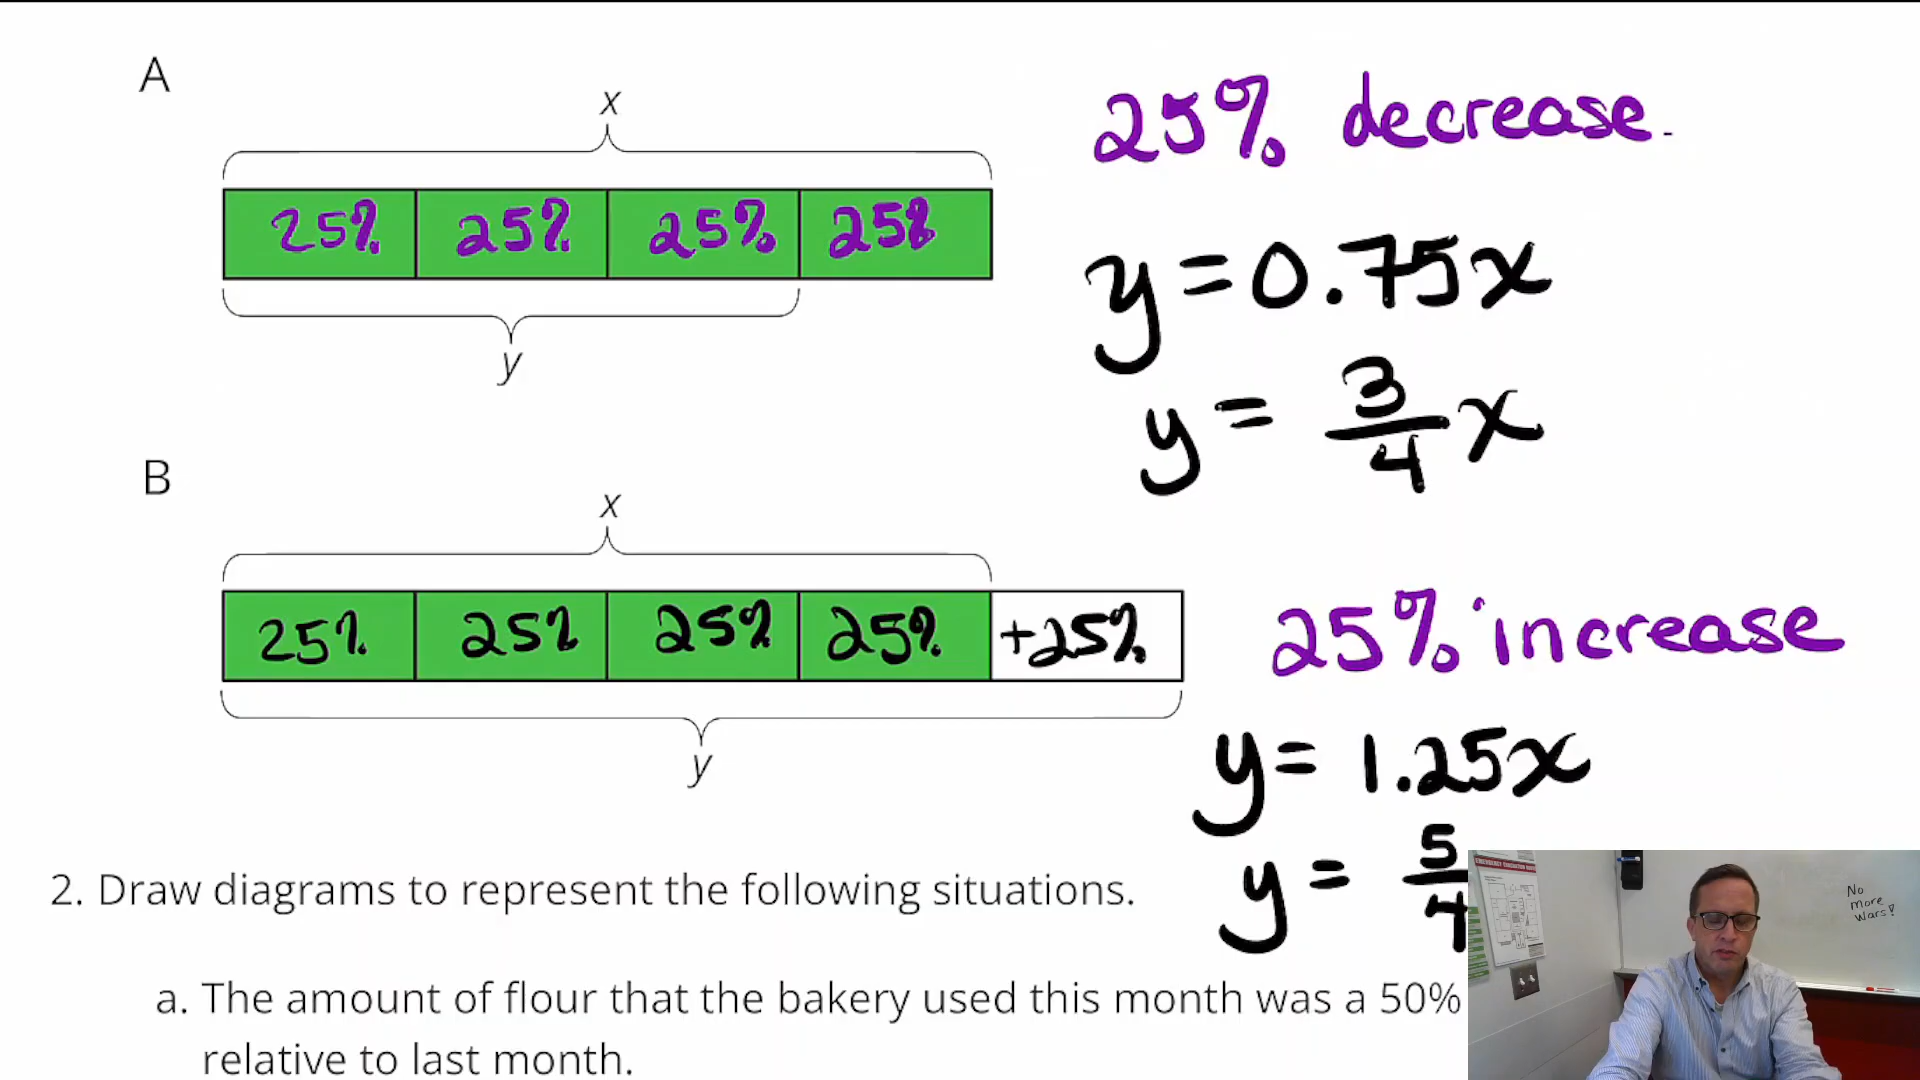 A
x
25% 25% 25% 25%
y
25% decrease.
y=0.75x
y = 3/4 x
B
x
25% 25% 25% 25% +25%
y
25% increase
y= 1.25x
y = 5/4
2. Draw diagrams to represent the following situations.
a. The amount of flour that the bakery used this month was a 50%
relative to last month.
No
more
wars!